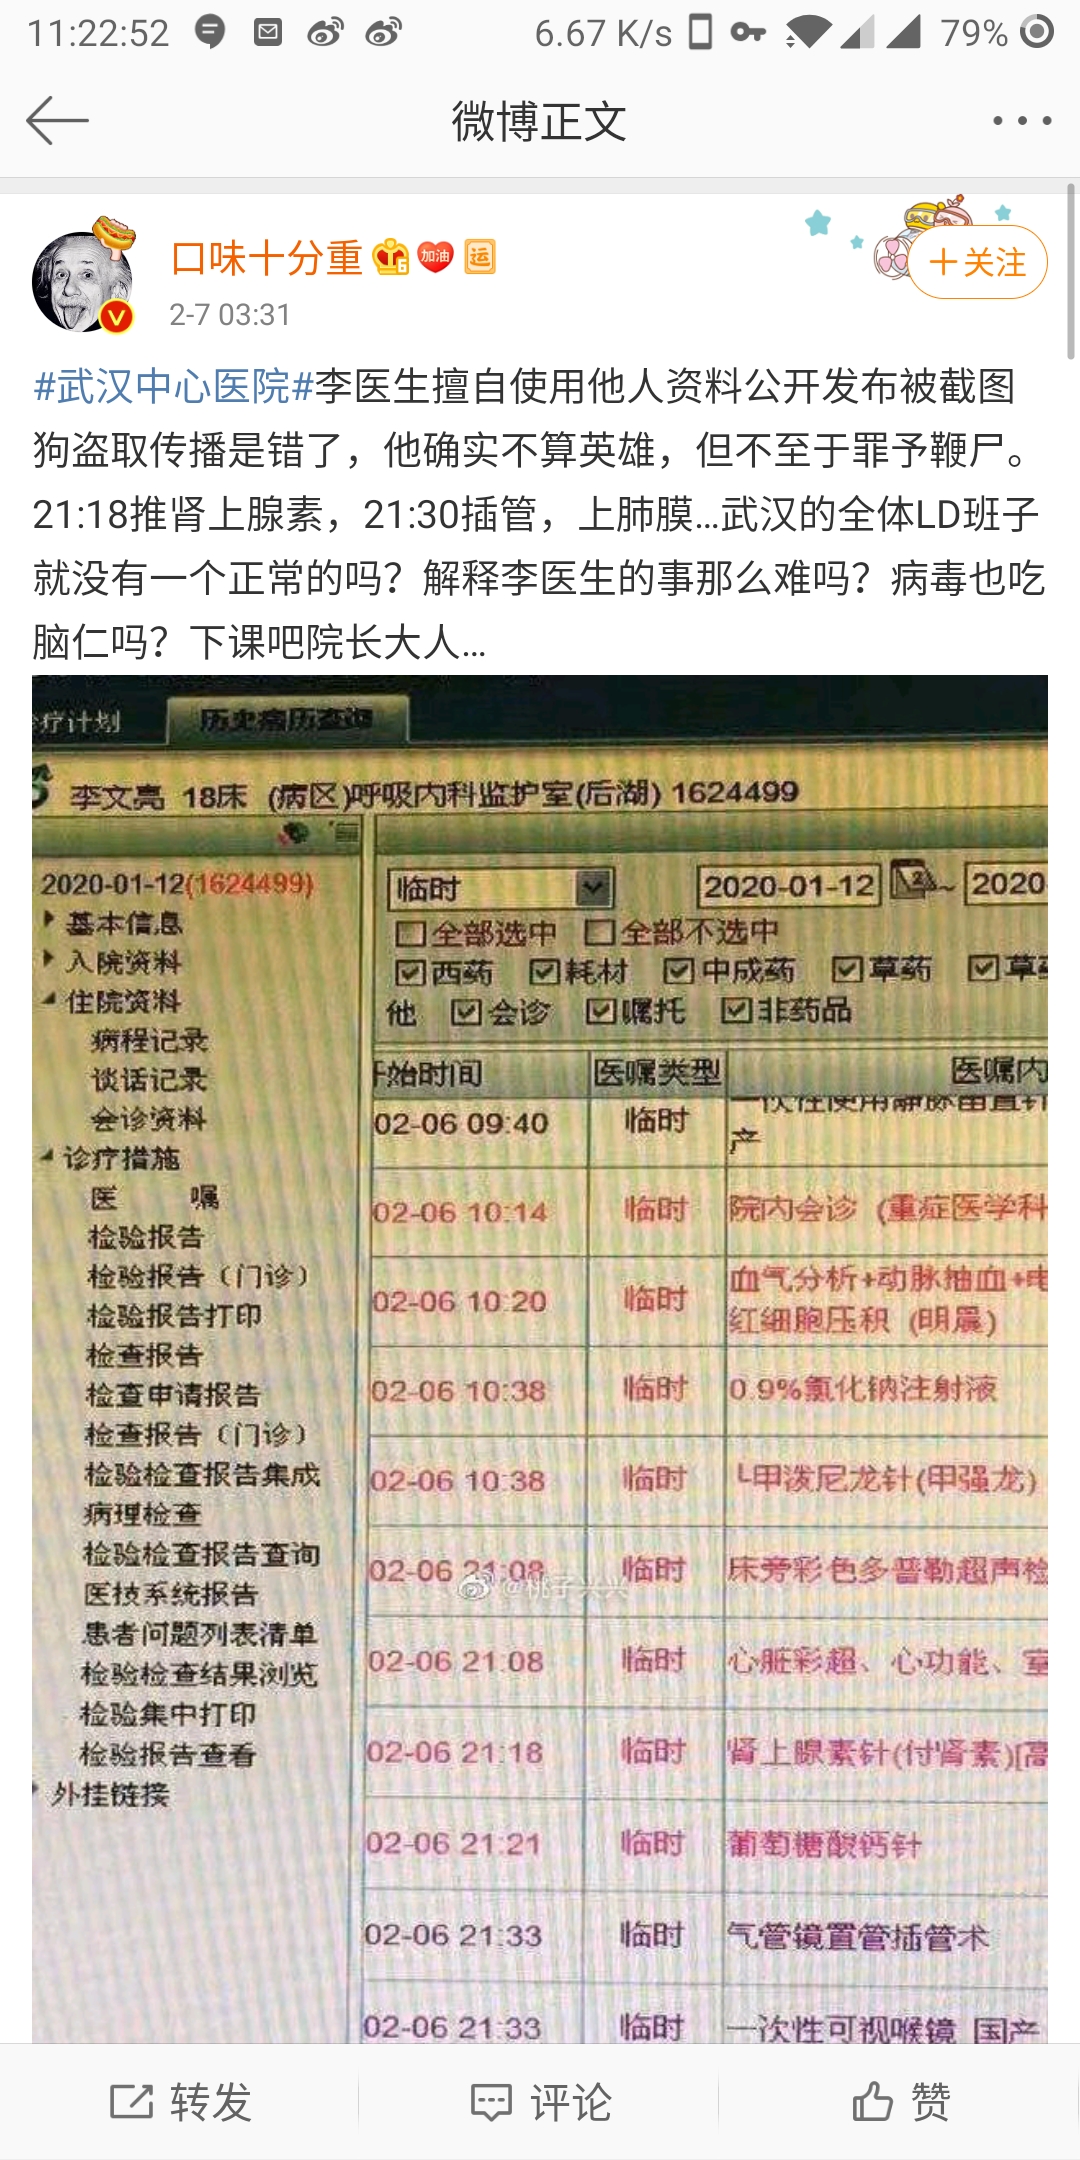 11:22:52
6.67 K/s
79%
微博正文
口味十分重
加油
运
2-7 03:31
+关注
#武汉中心医院#李医生擅自使用他人资料公开发布被截图
狗盗取传播是错了，他确实不算英雄，但不至于罪予鞭尸。
21:18推肾上腺素，21:30插管，上肺膜...武汉的全体LD班子
就没有一个正常的吗？解释李医生的事那么难吗？病毒也吃
脑仁吗？下课吧院长大人...
疗计划
历史病历查询
李文亮 18床 (病区)呼吸内科监护室(后湖) 1624499
2020-01-12(1624499)
基本信息
入院资料
住院资料
病程记录
谈话记录
会诊资料
诊疗措施
医 嘱
检验报告
检验报告（门诊）
检验报告打印
检查报告
检查申请报告
检查报告（门诊）
检验检查报告集成
病理检查
检验检查报告查询
医技系统报告
患者问题列表清单
检验检查结果浏览
检验集中打印
检验报告查看
外挂链接
临时
2020-01-12
~
2020
全部选中 全部不选中
西药 耗材 中成药 草药 草
他 会诊 嘱托 非药品
开始时间 医嘱类型 医嘱内
02-06 09:40 临时 一次性使用静脉留置针
产
02-06 10:14 临时 院内会诊 (重症医学科
02-06 10:20 临时 血气分析+动脉抽血+电
红细胞压积 (明晨)
02-06 10:38 临时 0.9%氯化钠注射液
02-06 10:38 临时 └甲泼尼龙针(甲强龙)
02-06 21:08 临时 床旁彩色多普勒超声检
02-06 21:08 临时 心脏彩超、心功能、室
02-06 21:18 临时 肾上腺素针(付肾素)[高
02-06 21:21 临时 葡萄糖酸钙针
02-06 21:33 临时 气管镜置管插管术
02-06 21:33 临时 一次性可视喉镜 国产
转发
评论
赞